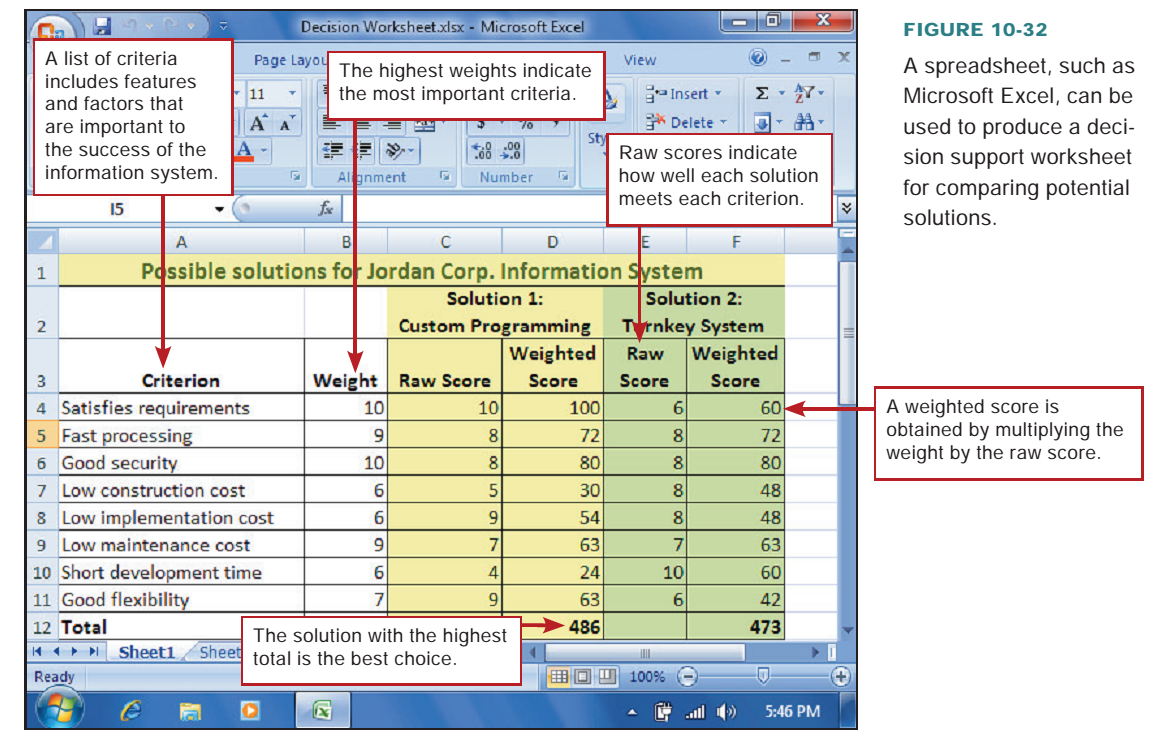 Decision Worksheet.xlsx - Microsoft Excel
FIGURE 10-32
A spreadsheet, such as
Microsoft Excel, can be
used to produce a deci-
sion support worksheet
for comparing potential
solutions.
A list of criteria
includes features
and factors that
are important to
the success of the
information system.
The highest weights indicate
the most important criteria.
Raw scores indicate
how well each solution
meets each criterion.
View
11
Insert
Delete
Alignment
Number
I5
fx
A B C D E F
1 Possible solutions for Jordan Corp. Information System
Solution 1: Solution 2:
2 Custom Programming Turnkey System
Weighted Raw Weighted
3 Criterion Weight Raw Score Score Score Score
4 Satisfies requirements 10 10 100 6 60
5 Fast processing 9 8 72 8 72
6 Good security 10 8 80 8 80
7 Low construction cost 6 5 30 8 48
8 Low implementation cost 6 9 54 8 48
9 Low maintenance cost 9 7 63 7 63
10 Short development time 6 4 24 10 60
11 Good flexibility 7 9 63 6 42
12 Total 486 473
A weighted score is
obtained by multiplying the
weight by the raw score.
The solution with the highest
total is the best choice.
Sheet1 Sheet
Ready
100%
5:46 PM